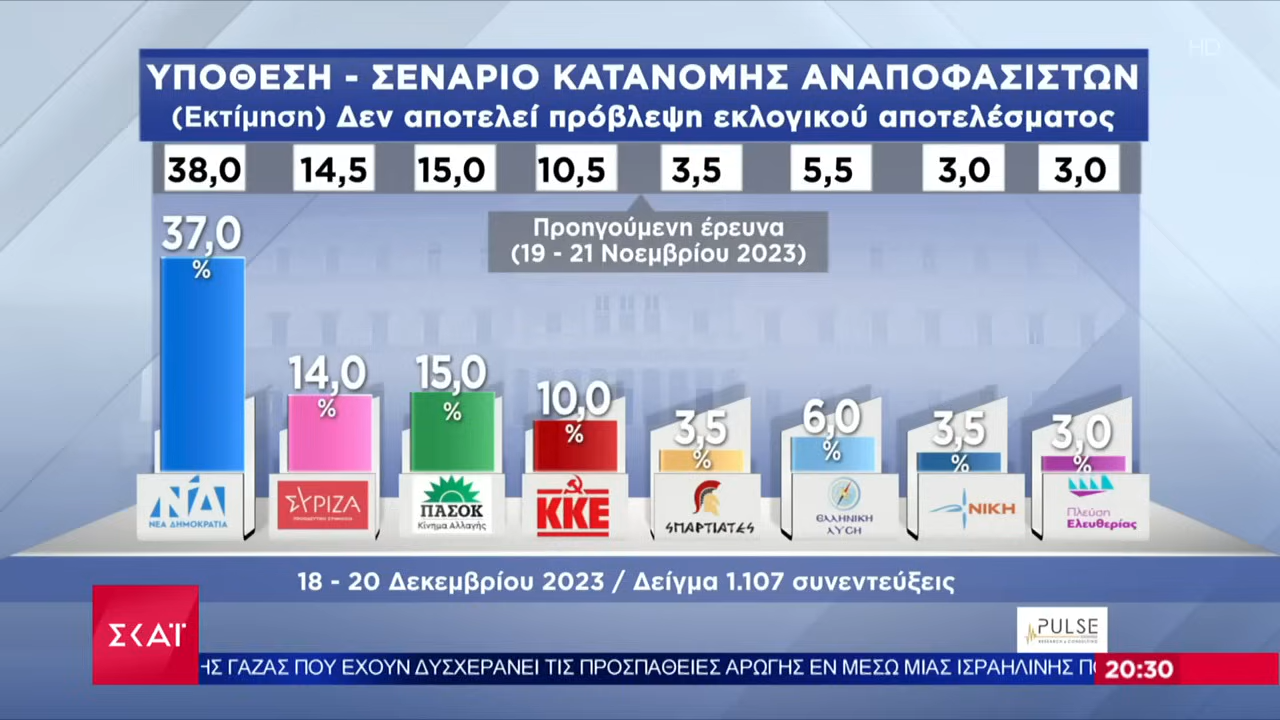 HD
ΥΠΟΘΕΣΗ - ΣΕΝΑΡΙΟ ΚΑΤΑΝΟΜΗΣ ΑΝΑΠΟΦΑΣΙΣΤΩΝ
(Εκτίμηση) Δεν αποτελεί πρόβλεψη εκλογικού αποτελέσματος
38,0 14,5 15,0 10,5 3,5 5,5 3,0 3,0
Προηγούμενη έρευνα
(19 - 21 Νοεμβρίου 2023)
37,0 % 14,0 % 15,0 % 10,0 % 3,5 % 6,0 % 3,5 % 3,0 %
ΝΔ
ΝΕΑ ΔΗΜΟΚΡΑΤΙΑ
ΣΥΡΙΖΑ
ΠΡΟΟΔΕΥΤΙΚΗ ΣΥΜΜΑΧΙΑ
ΠΑΣΟΚ
Κίνημα Αλλαγής
ΚΚΕ
ΣΠΑΡΤΙΑΤΕΣ
ΕΛΛΗΝΙΚΗ
ΛΥΣΗ
ΝΙΚΗ
Πλεύση
Ελευθερίας
18 - 20 Δεκεμβρίου 2023 / Δείγμα 1.107 συνεντεύξεις
ΣΚΑΪ
PULSE
RESEARCH & CONSULTING
ΗΣ ΓΑΖΑΣ ΠΟΥ ΕΧΟΥΝ ΔΥΣΧΕΡΑΝΕΙ ΤΙΣ ΠΡΟΣΠΑΘΕΙΕΣ ΑΡΩΓΗΣ ΕΝ ΜΕΣΩ ΜΙΑΣ ΙΣΡΑΗΛΙΝΗΣ Π
20:30